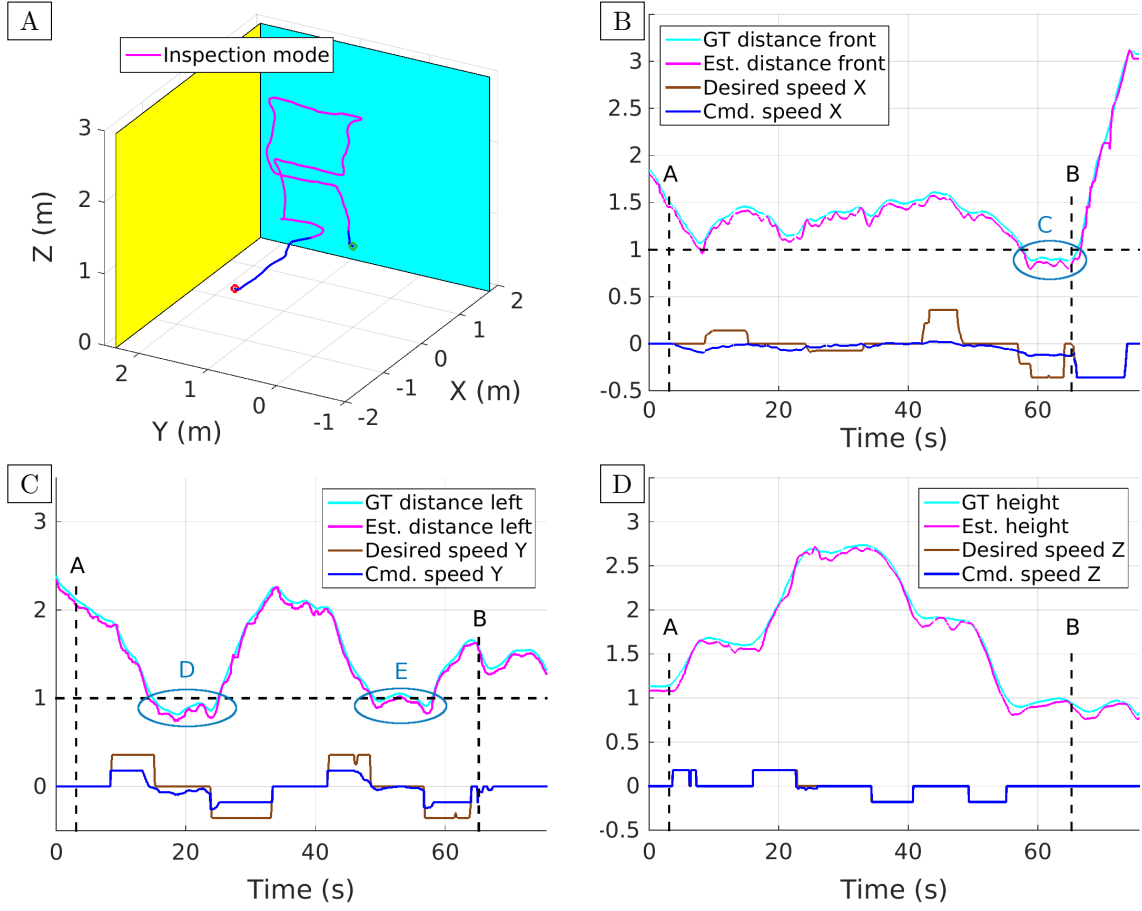 A
Inspection mode
3
2
1
0
Z (m)
2
1
0
-1
Y (m)
-2
-1
0
1
2
X (m)
B
GT distance front
Est. distance front
Desired speed X
Cmd. speed X
3
2.5
2
1.5
1
0.5
0
-0.5
A
B
C
0
20
40
60
Time (s)
C
GT distance left
Est. distance left
Desired speed Y
Cmd. speed Y
3
2
1
0
A
B
D
E
0
20
40
60
Time (s)
D
GT height
Est. height
Desired speed Z
Cmd. speed Z
3
2.5
2
1.5
1
0.5
0
-0.5
A
B
0
20
40
60
Time (s)